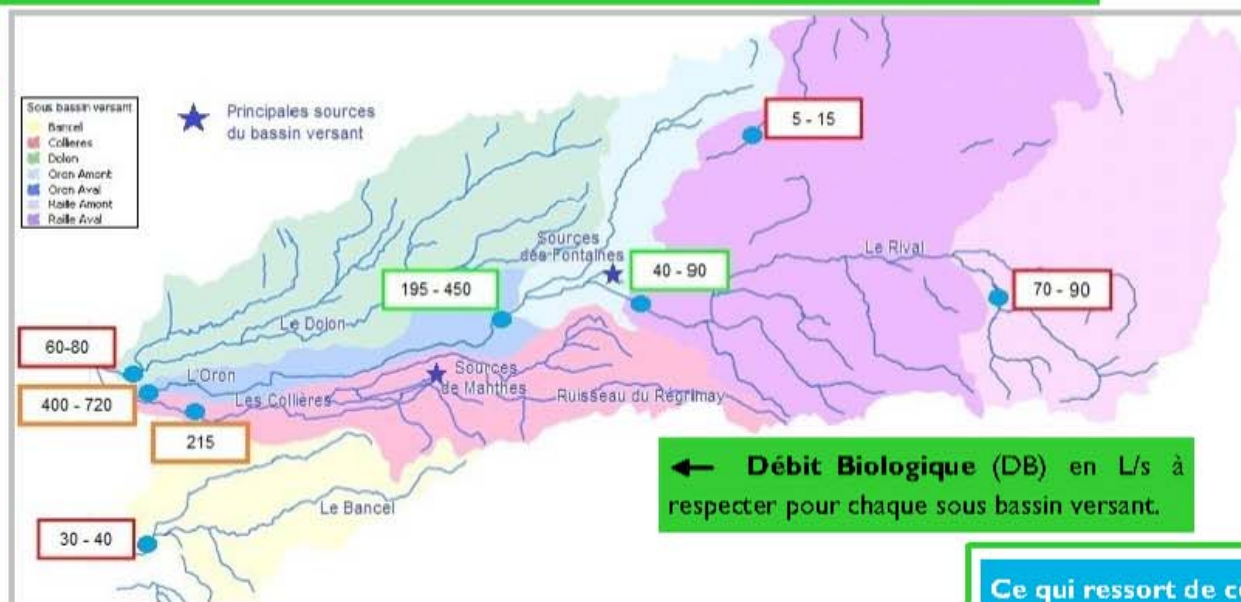 Sous bassin versant
Bancel
Collieres
Dolon
Oron Amont
Oron Aval
Raille Amont
Raille Aval
Principales sources
du bassin versant
5 - 15
Sources
des Fontaines
40 - 90
Le Rival
195 - 450
70 - 90
Le Dolon
60-80
L'Oron
Sources
de Manthes
400 - 720
Les Collières
Ruisseau du Régrimay
215
← Débit Biologique (DB) en L/s à
respecter pour chaque sous bassin versant.
Le Bancel
30 - 40
Ce qui ressort de